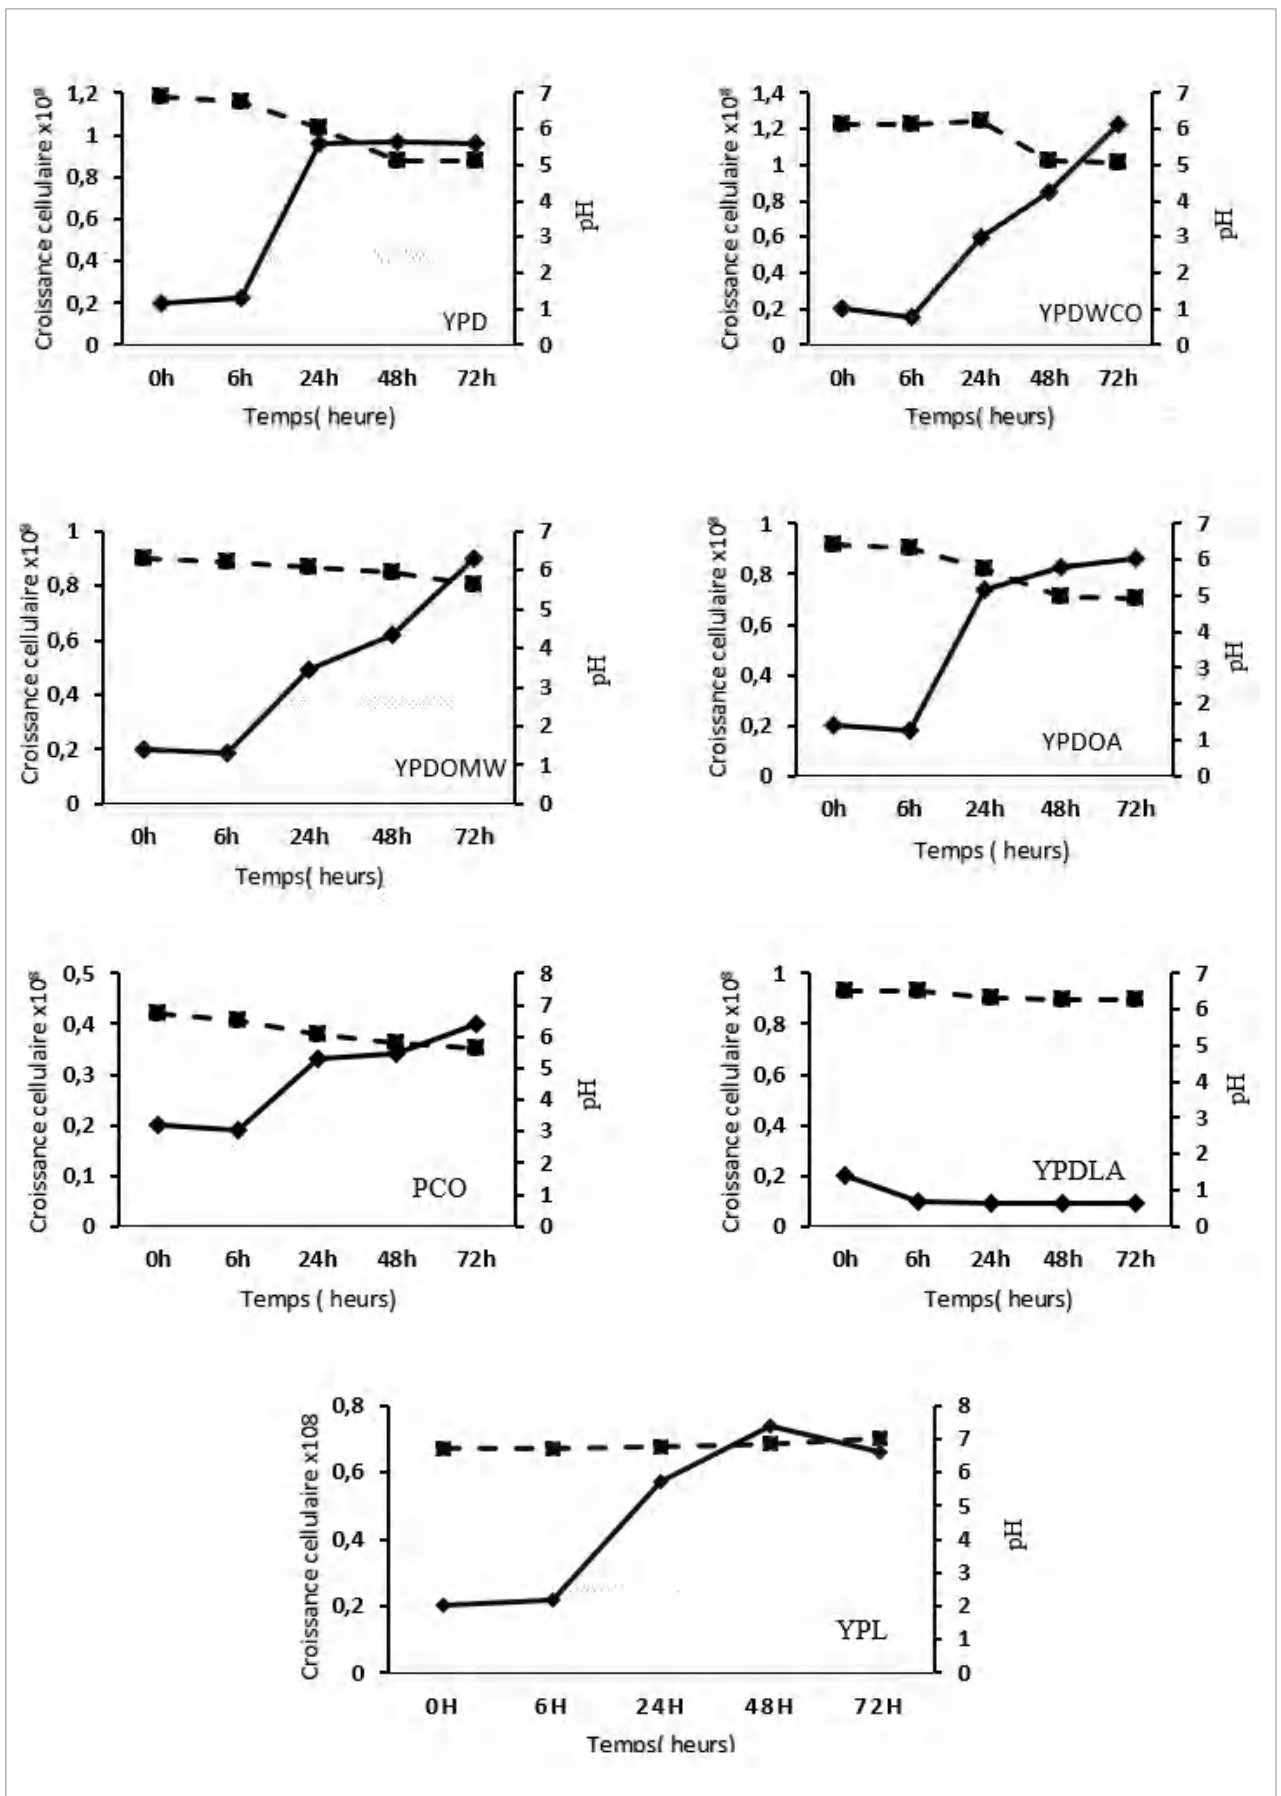 Croissance cellulaire x10⁸
1,2
1
0,8
0,6
0,4
0,2
0
7
6
5
4
3
2
1
0
pH
YPD
0h 6h 24h 48h 72h
Temps( heure)
Croissance cellulaire x10⁸
1,4
1,2
1
0,8
0,6
0,4
0,2
0
7
6
5
4
3
2
1
0
pH
YPDWCO
0h 6h 24h 48h 72h
Temps( heurs)
Croissance cellulaire x10⁸
1
0,8
0,6
0,4
0,2
0
7
6
5
4
3
2
1
0
pH
YPDOMW
0h 6h 24h 48h 72h
Temps( heurs)
Croissance cellulaire x10⁸
1
0,8
0,6
0,4
0,2
0
7
6
5
4
3
2
1
0
pH
YPDOA
0h 6h 24h 48h 72h
Temps ( heurs)
Croissance cellulaire x10⁸
0,5
0,4
0,3
0,2
0,1
0
8
7
6
5
4
3
2
1
0
pH
PCO
0h 6h 24h 48h 72h
Temps ( heurs)
Croissance cellulaire x10⁸
1
0,8
0,6
0,4
0,2
0
7
6
5
4
3
2
1
0
pH
YPDLA
0h 6h 24h 48h 72h
Temps( heurs)
Croissance cellulaire x108
0,8
0,6
0,4
0,2
0
8
7
6
5
4
3
2
1
0
pH
YPL
0H 6H 24H 48H 72H
Temps( heurs)